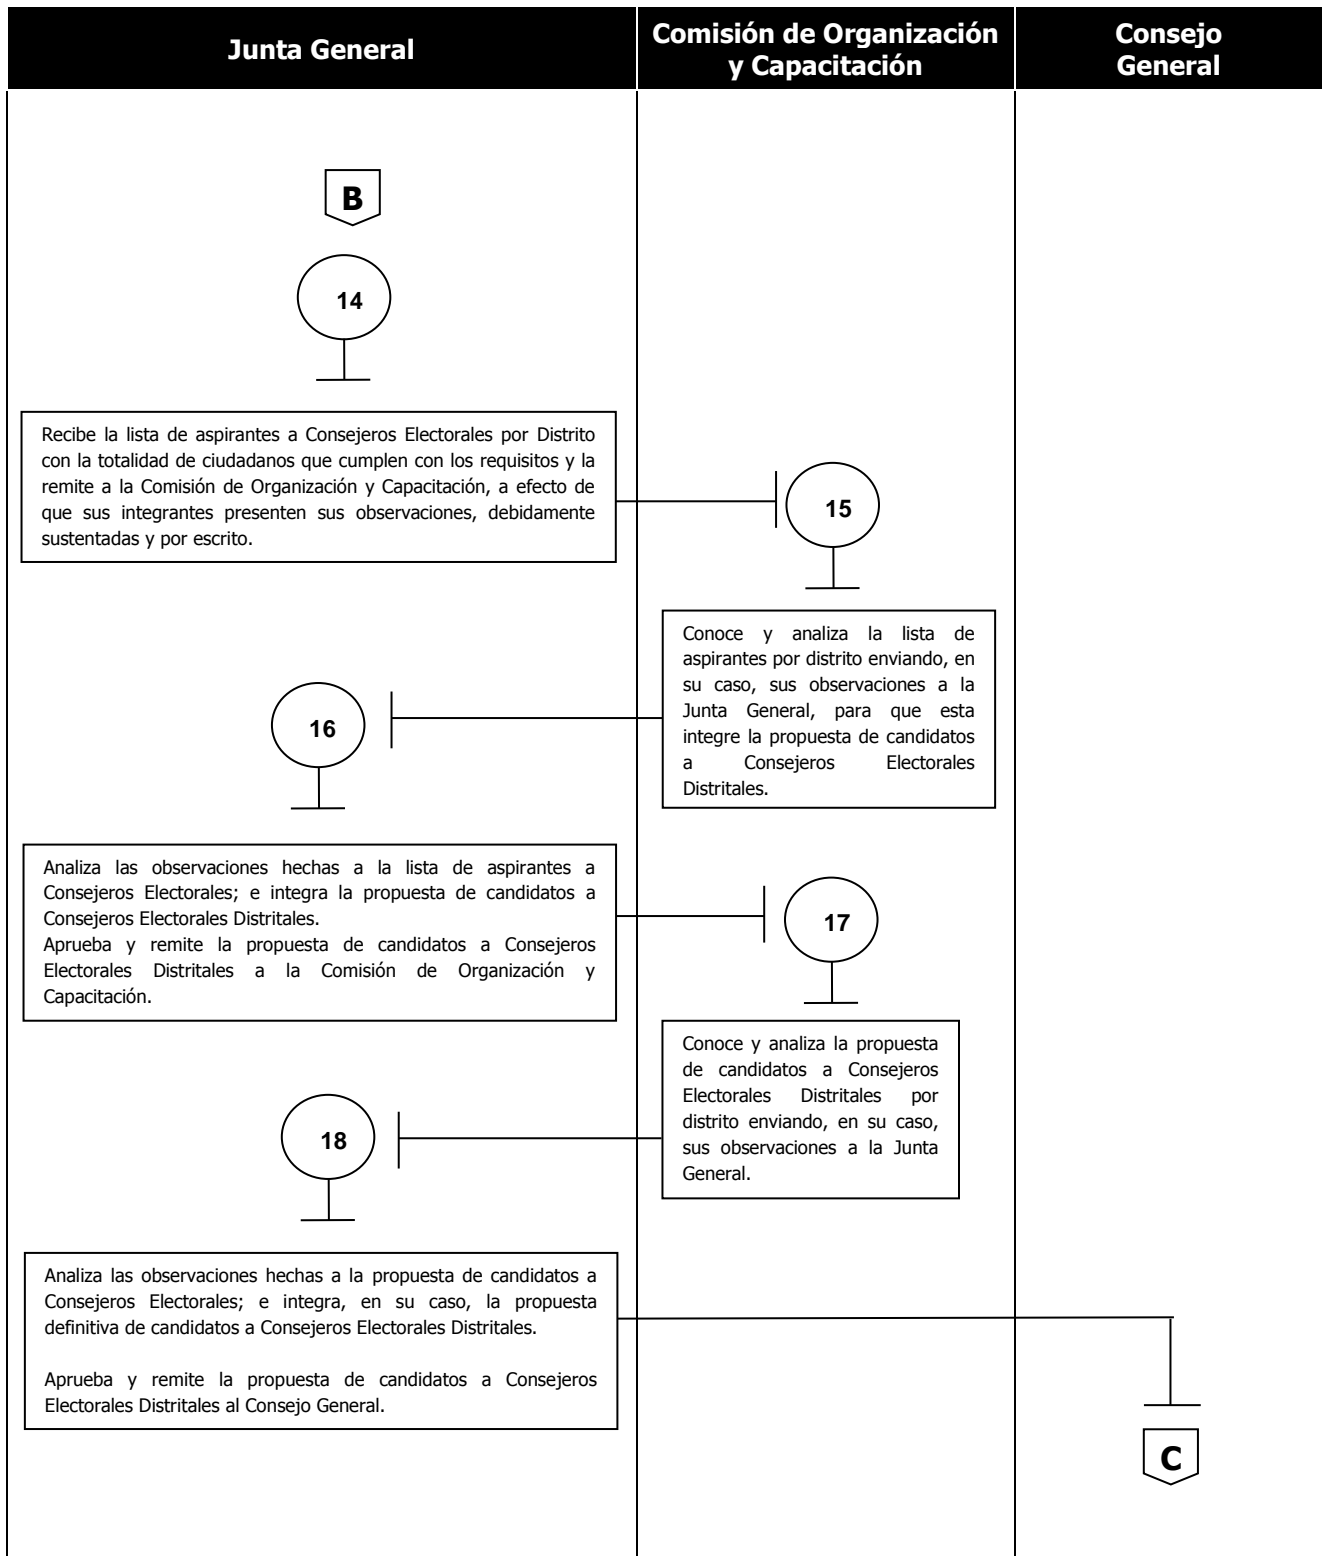 Junta General
Comisión de Organización
y Capacitación
Consejo
General
B
14
Recibe la lista de aspirantes a Consejeros Electorales por Distrito
con la totalidad de ciudadanos que cumplen con los requisitos y la
remite a la Comisión de Organización y Capacitación, a efecto de
que sus integrantes presenten sus observaciones, debidamente
sustentadas y por escrito.
15
Conoce y analiza la lista de
aspirantes por distrito enviando, en
su caso, sus observaciones a la
Junta General, para que esta
integre la propuesta de candidatos
a Consejeros Electorales
Distritales.
16
Analiza las observaciones hechas a la lista de aspirantes a
Consejeros Electorales; e integra la propuesta de candidatos a
Consejeros Electorales Distritales.
Aprueba y remite la propuesta de candidatos a Consejeros
Electorales Distritales a la Comisión de Organización y
Capacitación.
17
Conoce y analiza la propuesta
de candidatos a Consejeros
Electorales Distritales por
distrito enviando, en su caso,
sus observaciones a la Junta
General.
18
Analiza las observaciones hechas a la propuesta de candidatos a
Consejeros Electorales; e integra, en su caso, la propuesta
definitiva de candidatos a Consejeros Electorales Distritales.
Aprueba y remite la propuesta de candidatos a Consejeros
Electorales Distritales al Consejo General.
C